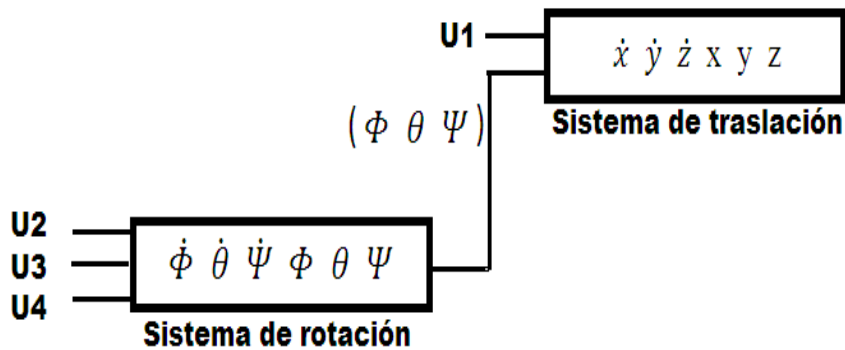 U1
ẋ ẏ ż x y z
Sistema de traslación
(Φ θ Ψ)
U2
U3
U4
Φ̇ θ̇ Ψ̇ Φ θ Ψ
Sistema de rotación